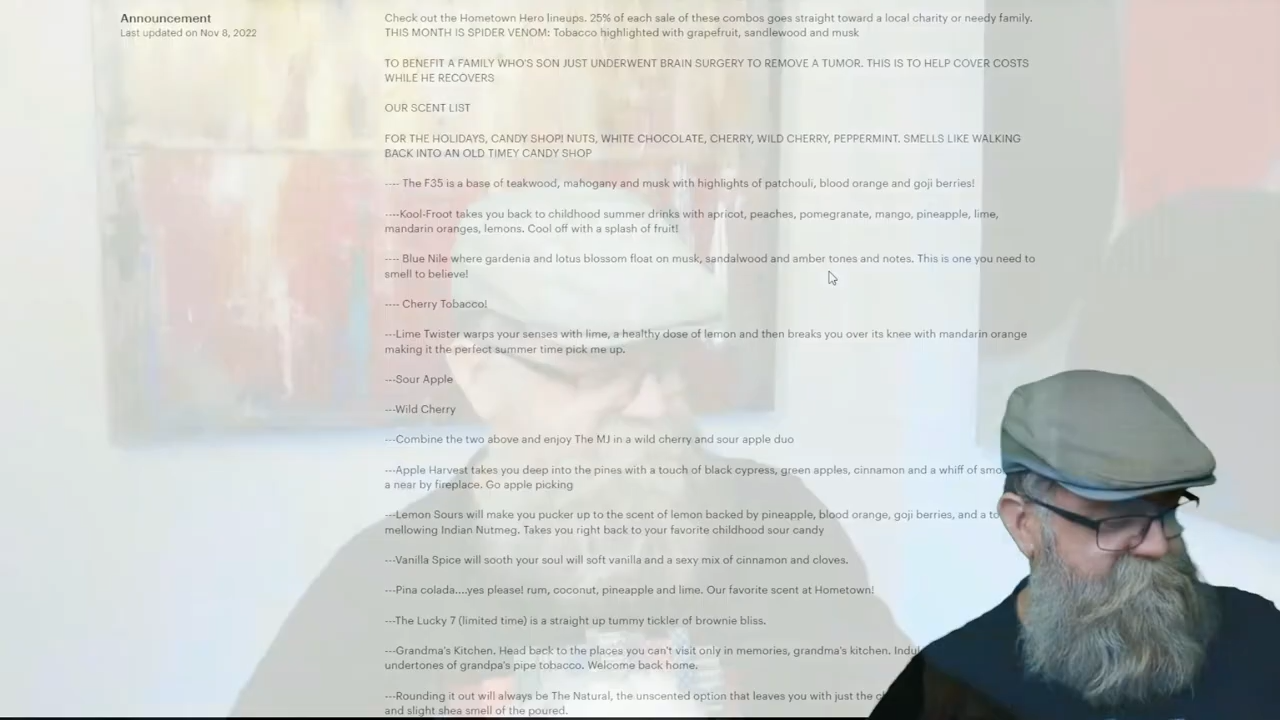 Announcement
Last updated on Nov 8, 2022
Check out the Hometown Hero lineups. 25% of each sale of these combos goes straight toward a local charity or needy family.
THIS MONTH IS SPIDER VENOM: Tobacco highlighted with grapefruit, sandlewood and musk
TO BENEFIT A FAMILY WHO'S SON JUST UNDERWENT BRAIN SURGERY TO REMOVE A TUMOR. THIS IS TO HELP COVER COSTS
WHILE HE RECOVERS
OUR SCENT LIST
FOR THE HOLIDAYS, CANDY SHOP! NUTS, WHITE CHOCOLATE, CHERRY, WILD CHERRY, PEPPERMINT. SMELLS LIKE WALKING
BACK INTO AN OLD TIMEY CANDY SHOP
---- The F35 is a base of teakwood, mahogany and musk with highlights of patchouli, blood orange and goji berries!
----Kool-Froot takes you back to childhood summer drinks with apricot, peaches, pomegranate, mango, pineapple, lime,
mandarin oranges, lemons. Cool off with a splash of fruit!
---- Blue Nile where gardenia and lotus blossom float on musk, sandalwood and amber tones and notes. This is one you need to
smell to believe!
---- Cherry Tobacco!
---Lime Twister warps your senses with lime, a healthy dose of lemon and then breaks you over its knee with mandarin orange
making it the perfect summer time pick me up.
---Sour Apple
---Wild Cherry
---Combine the two above and enjoy The MJ in a wild cherry and sour apple duo
---Apple Harvest takes you deep into the pines with a touch of black cypress, green apples, cinnamon and a whiff of
a near by fireplace. Go apple picking
---Lemon Sours will make you pucker up to the scent of lemon backed by pineapple, blood orange, goji berries, and a
mellowing Indian Nutmeg. Takes you right back to your favorite childhood sour candy
---Vanilla Spice will sooth your soul will soft vanilla and a sexy mix of cinnamon and cloves.
---Pina colada....yes please! rum, coconut, pineapple and lime. Our favorite scent at Hometown!
---The Lucky 7 (limited time) is a straight up tummy tickler of brownie bliss.
---Grandma's Kitchen. Head back to the places you can't visit only in memories, grandma's kitchen.
undertones of grandpa's pipe tobacco. Welcome back home.
---Rounding it out will always be The Natural, the unscented option that leaves you with just the
and slight shea smell of the poured.